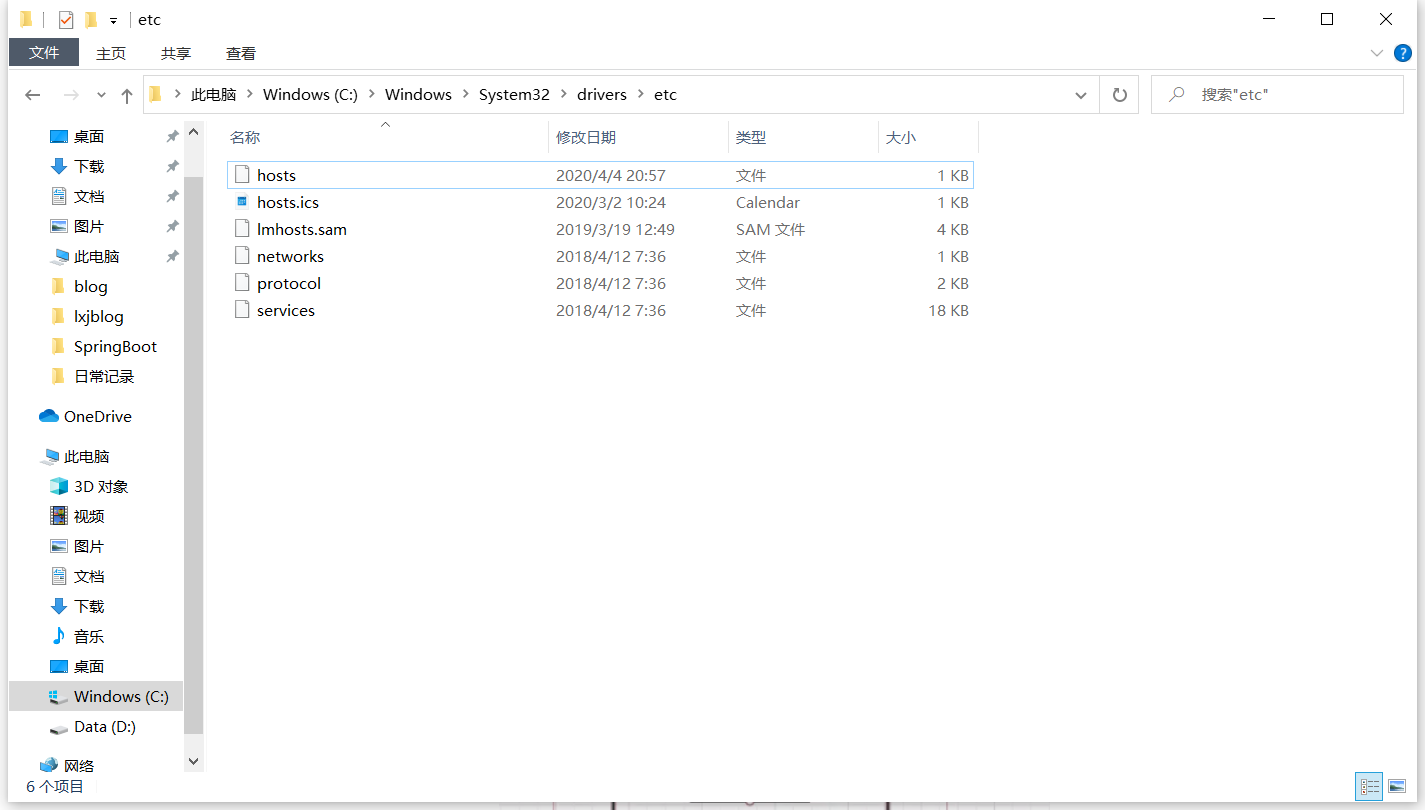 etc
文件 主页 共享 查看
此电脑 Windows (C:) Windows System32 drivers etc 搜索"etc"
桌面
下载
文档
图片
此电脑
blog
lxjblog
SpringBoot
日常记录
OneDrive
此电脑
3D 对象
视频
图片
文档
下载
音乐
桌面
Windows (C:)
Data (D:)
网络
名称 修改日期 类型 大小
hosts 2020/4/4 20:57 文件 1 KB
hosts.ics 2020/3/2 10:24 Calendar 1 KB
lmhosts.sam 2019/3/19 12:49 SAM 文件 4 KB
networks 2018/4/12 7:36 文件 1 KB
protocol 2018/4/12 7:36 文件 2 KB
services 2018/4/12 7:36 文件 18 KB
6 个项目